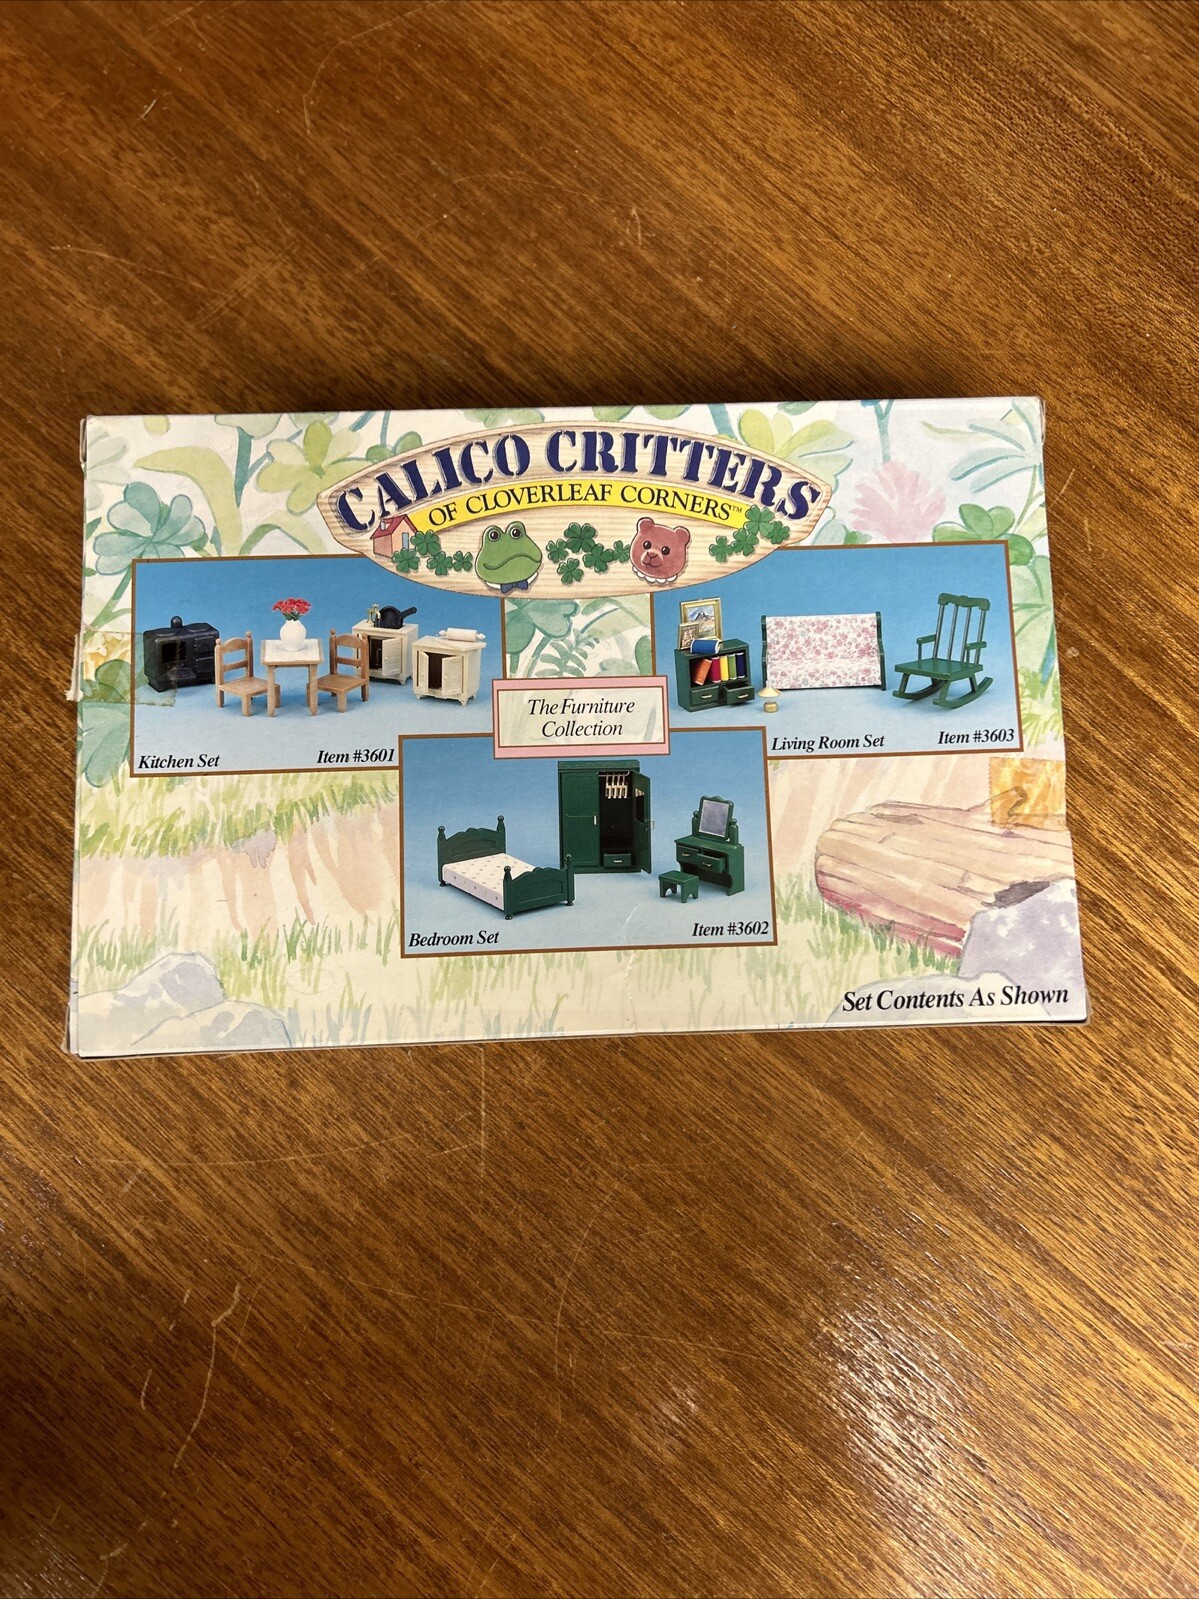 CALICO CRITTERS
OF CLOVERLEAF CORNERS™
The Furniture
Collection
Kitchen Set Item #3601
Living Room Set Item #3603
Bedroom Set Item #3602
Set Contents As Shown